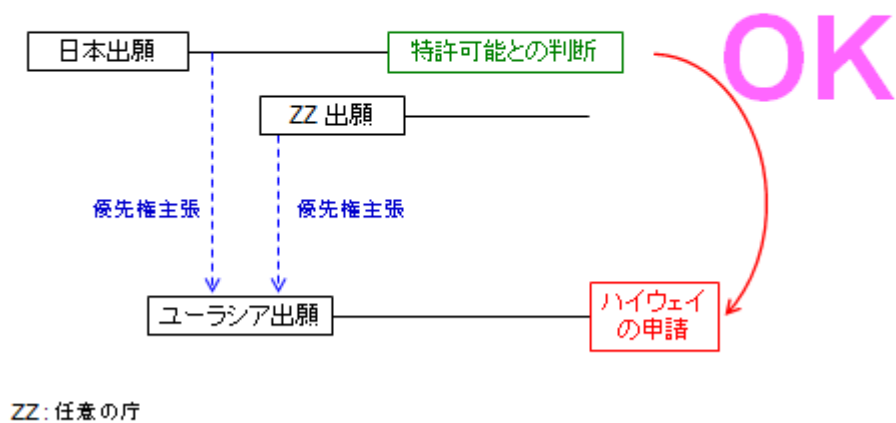 OK
日本出願
特許可能との判断
ZZ 出願
優先権主張
優先権主張
ユーラシア出願
ハイウェイ
の申請
ZZ:任意の庁